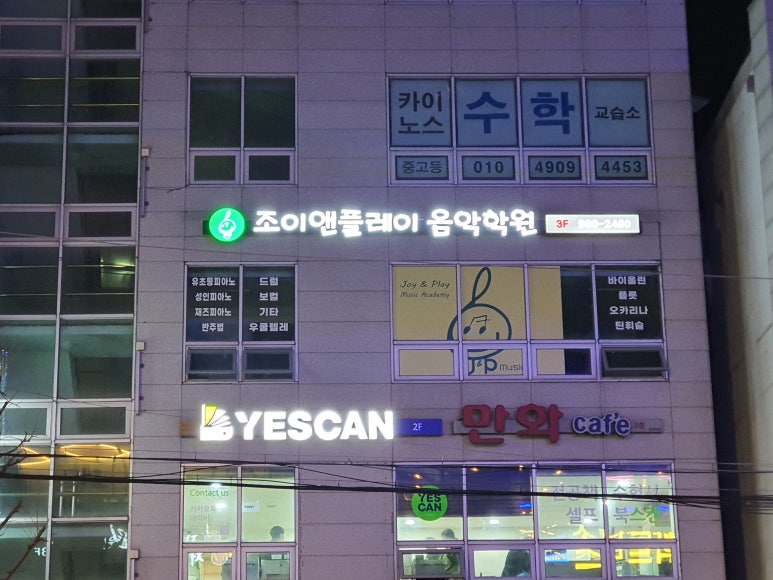 카이노스 수학 교습소
중고등 010 4909 4453
조이앤플레이 음악학원 3F
유초등피아노
성인피아노
재즈피아노
반주법
드럼
보컬
기타
우쿨렐레
Joy & Play
Music Academy
J&P Music
바이올린
플룻
오카리나
틴휘슬
YESCAN 2F
만화 cafe
Contact us
YES
CAN
셀프 북스캔